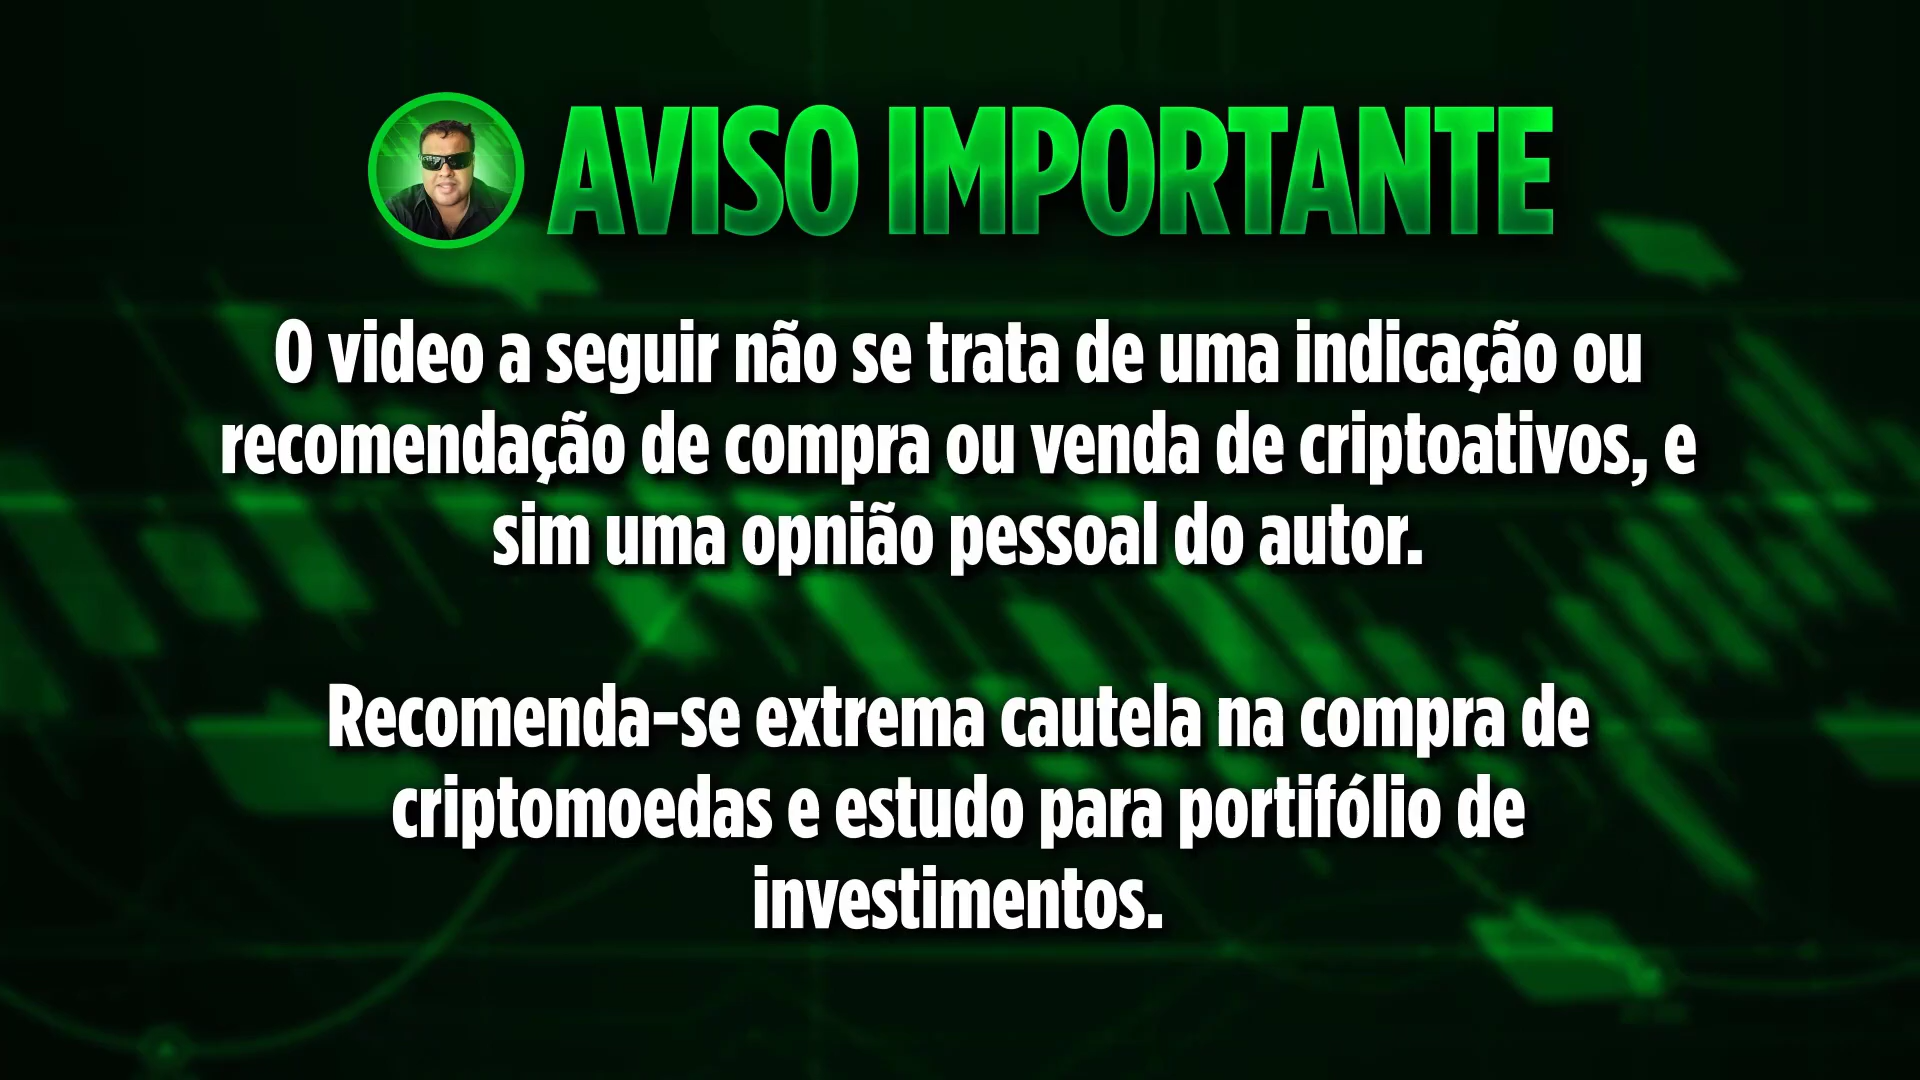 AVISO IMPORTANTE
O video a seguir não se trata de uma indicação ou
recomendação de compra ou venda de criptoativos, e
sim uma opnião pessoal do autor.
Recomenda-se extrema cautela na compra de
criptomoedas e estudo para portifólio de
investimentos.